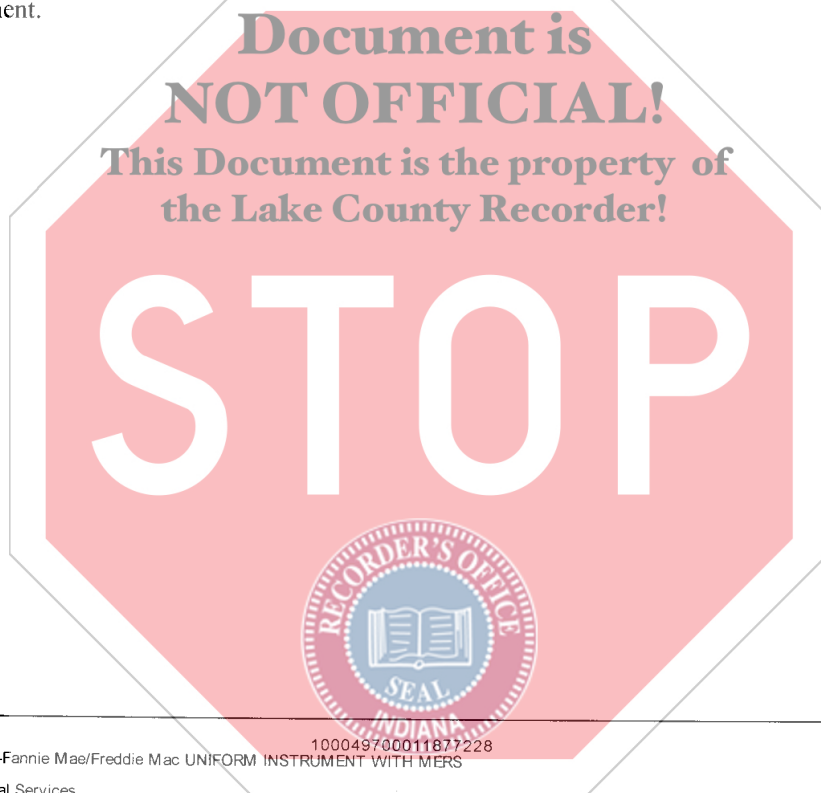 ent.
Document is
NOT OFFICIAL!
This Document is the property of
the Lake County Recorder!
STOP
RECORDER'S OFFICE
SEAL
INDIANA
100049700011877228
-Fannie Mae/Freddie Mac UNIFORM INSTRUMENT WITH MERS
al Services